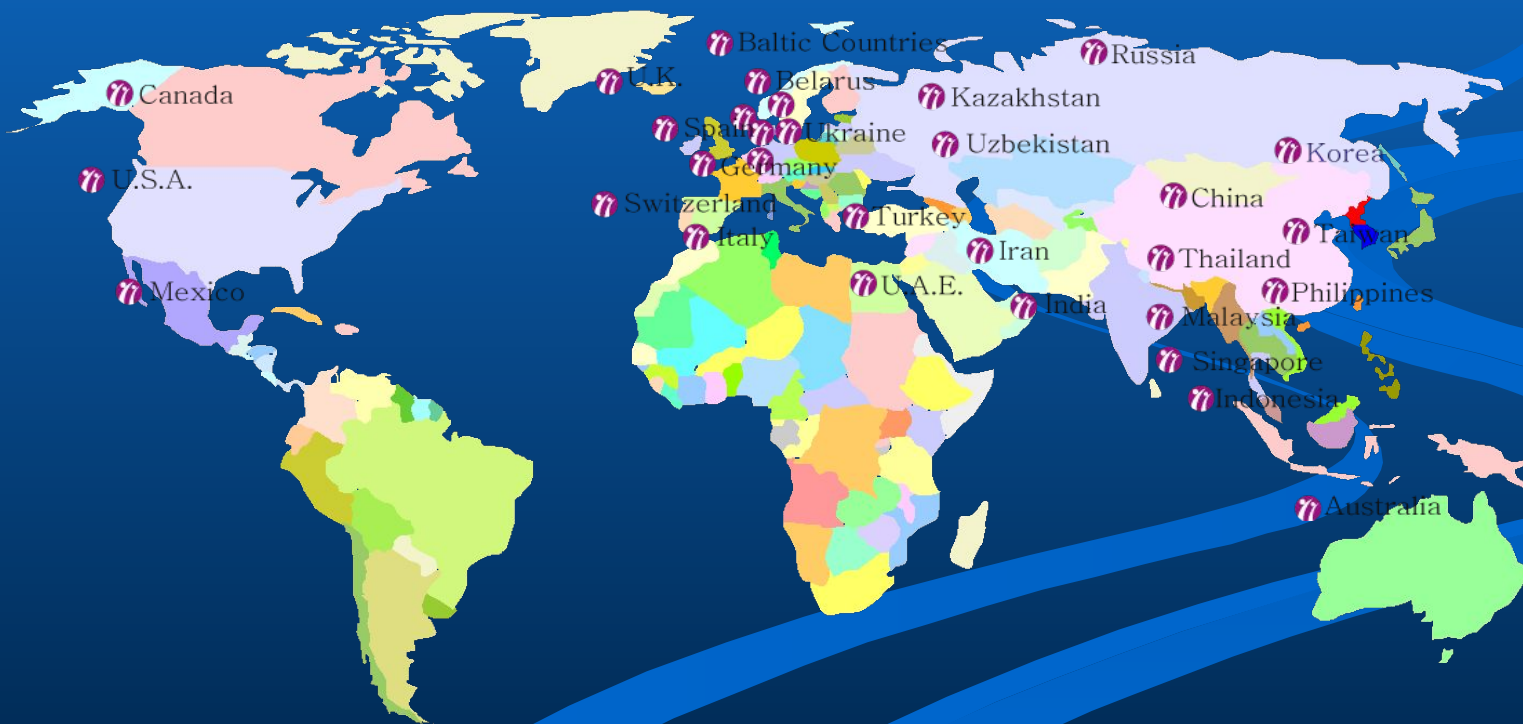 Baltic Countries
Russia
U.K.
Belarus
Canada
Kazakhstan
Spain
Ukraine
Uzbekistan
Korea
Germany
U.S.A.
China
Switzerland
Turkey
Italy
Taiwan
Iran
Thailand
U.A.E.
Mexico
Philippines
India
Malaysia
Singapore
Indonesia
Australia